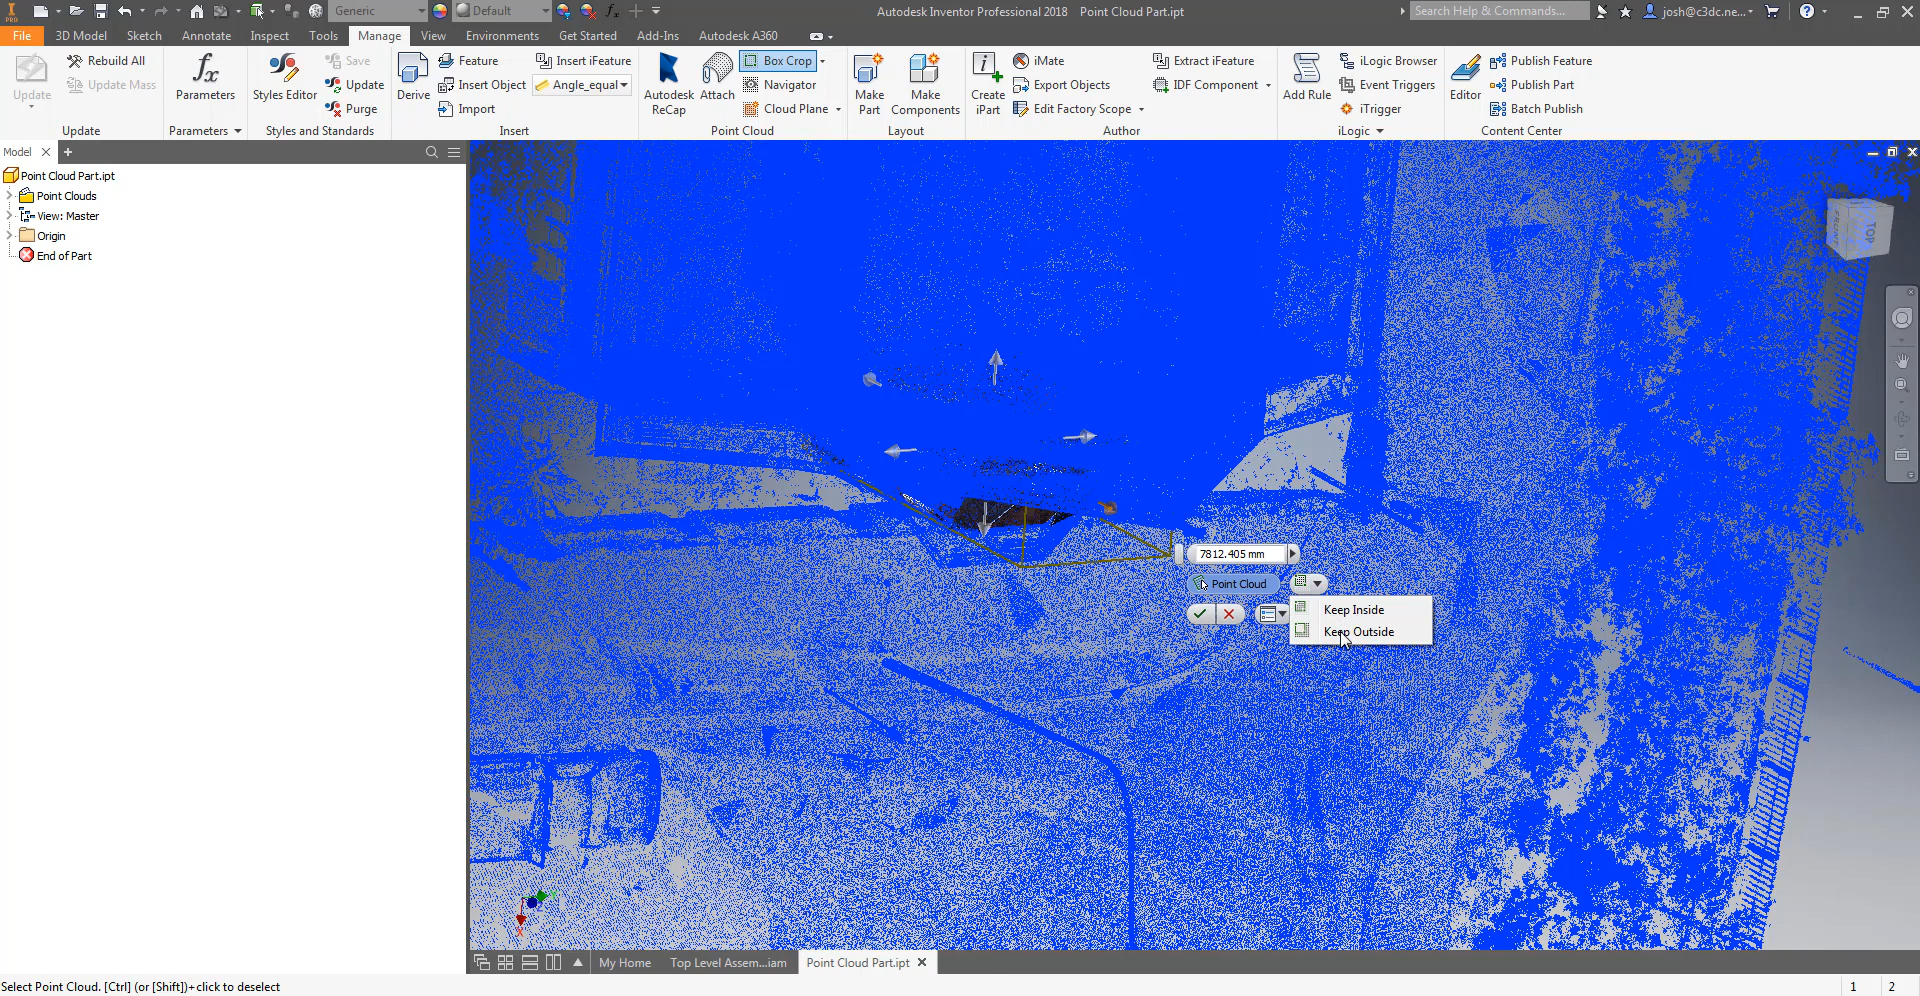 PRO
Generic
Default
fx
Autodesk Inventor Professional 2018 Point Cloud Part.ipt
Search Help & Commands...
josh@c3dc.ne...
File
3D Model
Sketch
Annotate
Inspect
Tools
Manage
View
Environments
Get Started
Add-Ins
Autodesk A360
Update
Rebuild All
Update Mass
Update
fx
Parameters
Parameters
Styles Editor
Save
Update
Purge
Styles and Standards
Derive
Feature
Insert Object
Import
Insert iFeature
Angle_equal
Insert
Autodesk
ReCap
Attach
Box Crop
Navigator
Cloud Plane
Point Cloud
Make
Part
Make
Components
Layout
Create
iPart
iMate
Export Objects
Edit Factory Scope
Extract iFeature
IDF Component
Author
Add Rule
iLogic Browser
Event Triggers
iTrigger
iLogic
Editor
Publish Feature
Publish Part
Batch Publish
Content Center
Model
Point Cloud Part.ipt
Point Clouds
View: Master
Origin
End of Part
TOP
7812.405 mm
Point Cloud
Keep Inside
Keep Outside
X
My Home
Top Level Assem...iam
Point Cloud Part.ipt
Select Point Cloud. [Ctrl] (or [Shift])+click to deselect
1
2